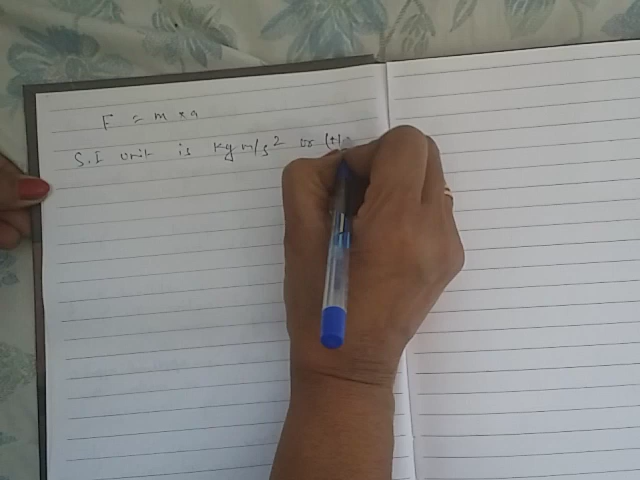 F = m x a
S.I unit is kg m/s² or